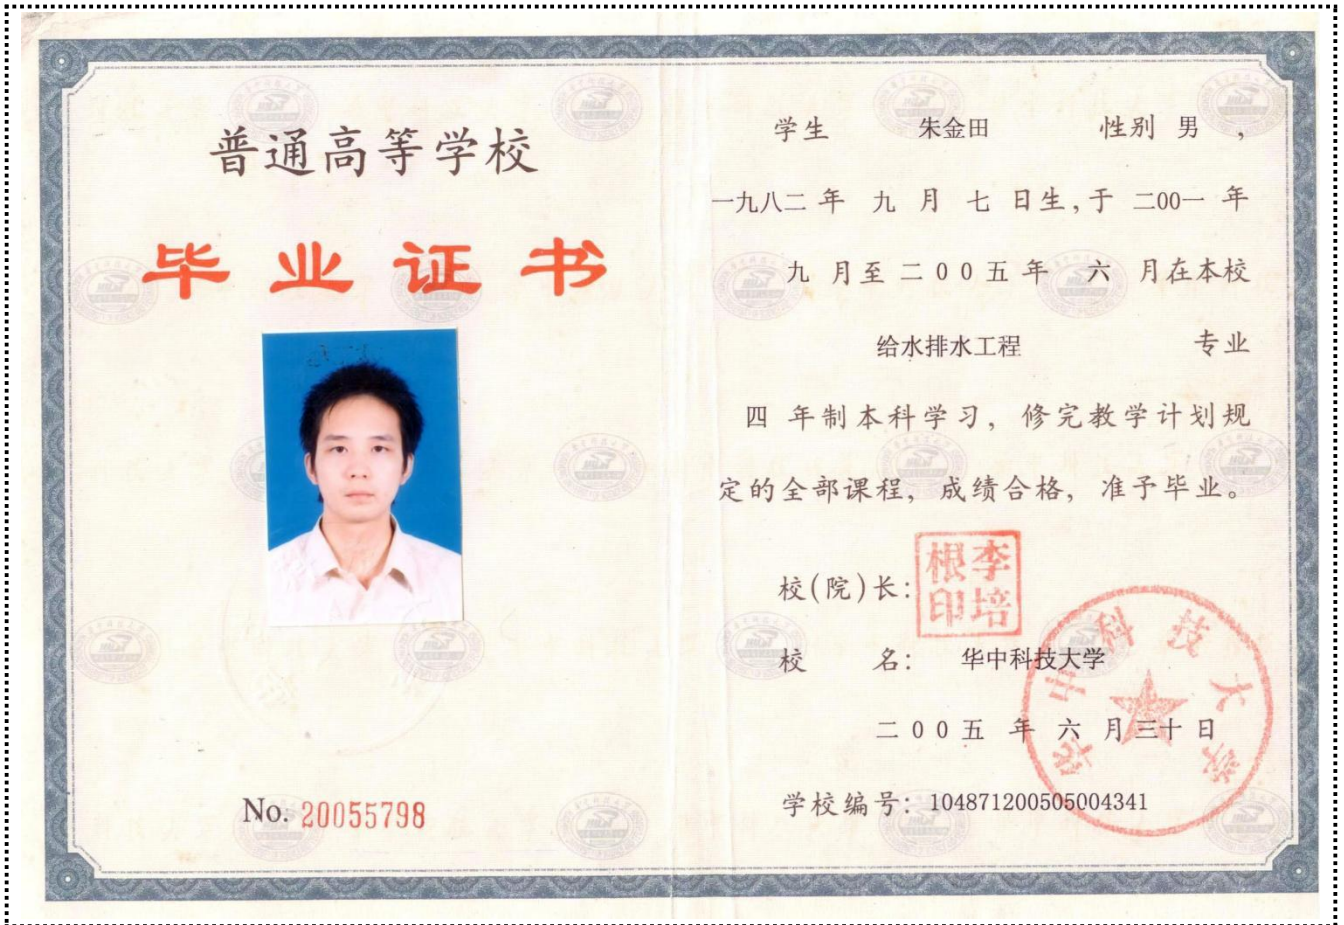 普通高等学校
毕业证书
No. 20055798
学生 朱金田 性别 男 ,
一九八二 年 九 月 七 日生,于 二00一 年
九 月至 二00五 年 六 月在本校
给水排水工程 专业
四 年制本科学习, 修完教学计划规
定的全部课程, 成绩合格, 准予毕业。
校(院)长:
李培根印
校 名: 华中科技大学
华中科技大学
二00五 年 六 月 三十 日
学校编号: 104871200505004341